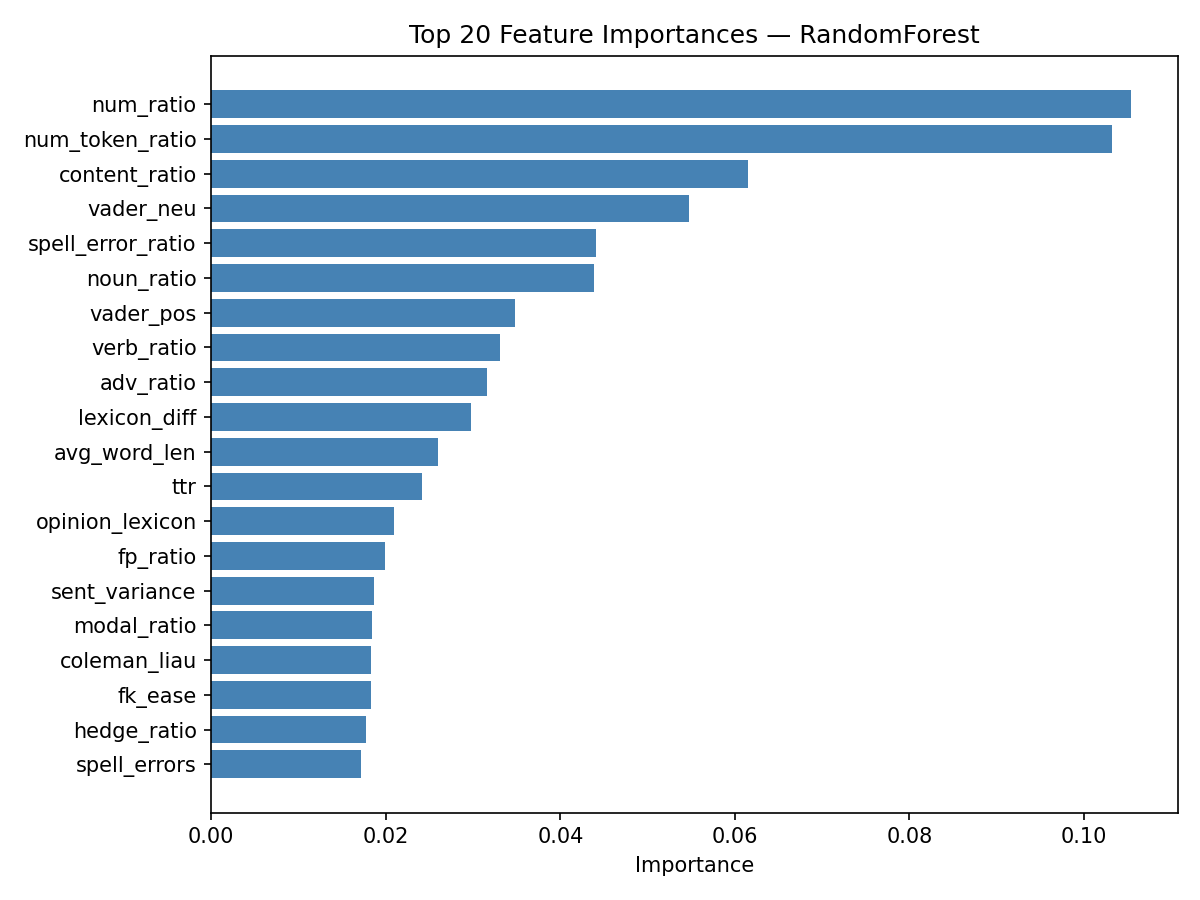 Top 20 Feature Importances — RandomForest
num_ratio
num_token_ratio
content_ratio
vader_neu
spell_error_ratio
noun_ratio
vader_pos
verb_ratio
adv_ratio
lexicon_diff
avg_word_len
ttr
opinion_lexicon
fp_ratio
sent_variance
modal_ratio
coleman_liau
fk_ease
hedge_ratio
spell_errors
0.00 0.02 0.04 0.06 0.08 0.10
Importance